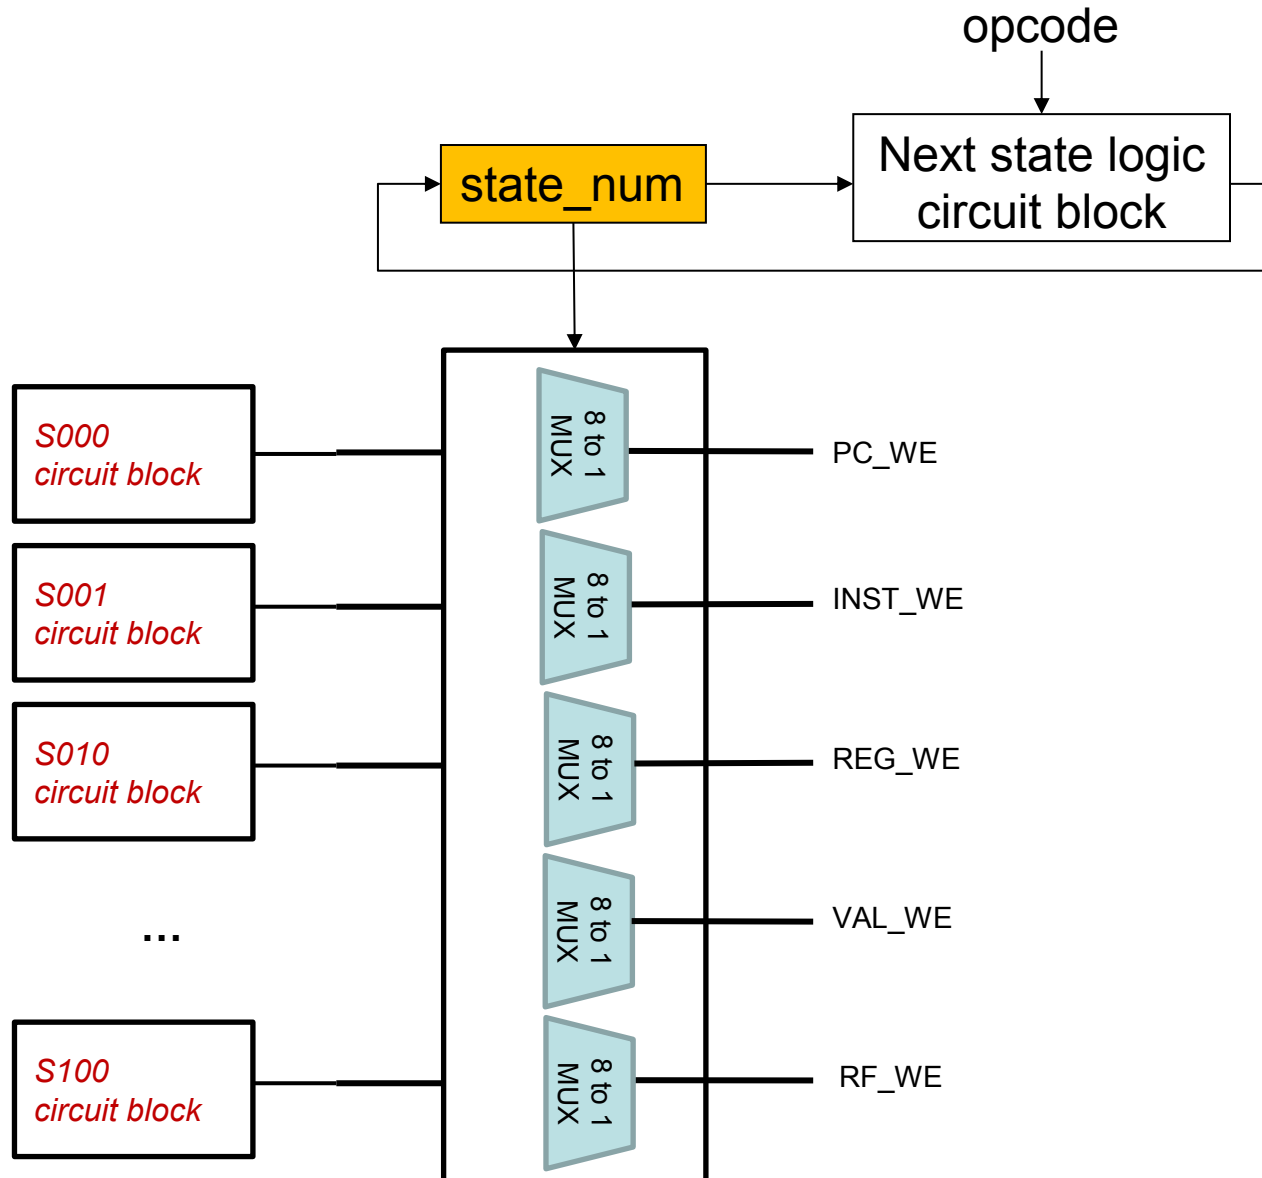 opcode
state_num
Next state logic
circuit block
S000
circuit block
8 to 1
MUX
PC_WE
S001
circuit block
8 to 1
MUX
INST_WE
S010
circuit block
8 to 1
MUX
REG_WE
...
8 to 1
MUX
VAL_WE
S100
circuit block
8 to 1
MUX
RF_WE